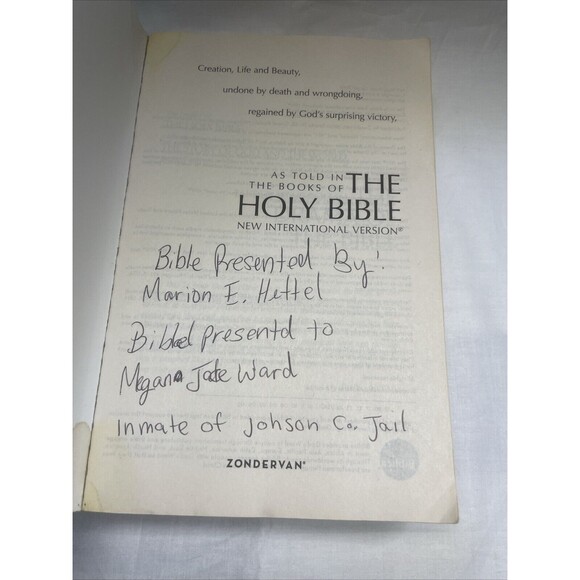 Creation, Life and Beauty,
undone by death and wrongdoing,
regained by God's surprising victory,
AS TOLD IN THE
THE BOOKS OF
HOLY BIBLE
NEW INTERNATIONAL VERSION®
Bible Presented By!
Marion E. Hettel
presentd to
Megan Jade Ward
inmate of Johson Co. Jail
ZONDERVAN®